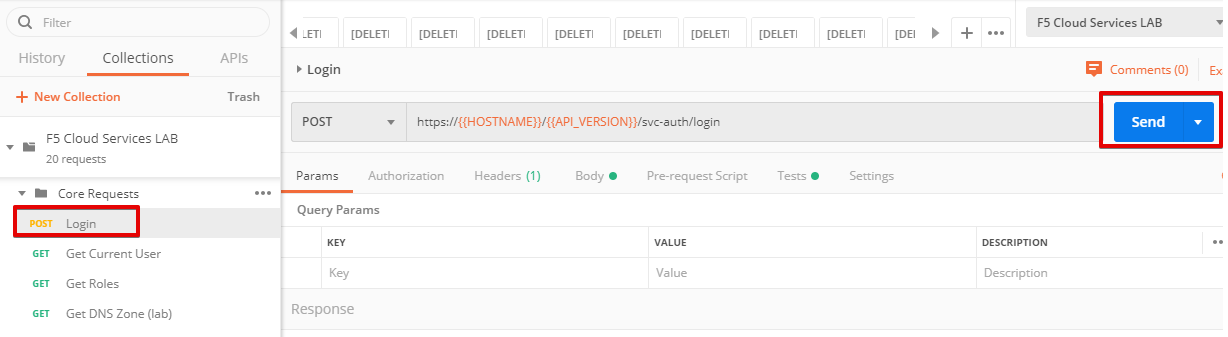 Filter
History Collections APIs
+ New Collection Trash
F5 Cloud Services LAB
20 requests
Core Requests •••
POST Login
GET Get Current User
GET Get Roles
GET Get DNS Zone (lab)
[DELETI [DELETI [DELETI [DELETI [DELETI [DELETI [DELETI [DEL + ••• F5 Cloud Services LAB
Login Comments (0) Ex
POST https://{{HOSTNAME}}/{{API_VERSION}}/svc-auth/login Send
Params Authorization Headers (1) Body Pre-request Script Tests Settings
Query Params
KEY VALUE DESCRIPTION
Key Value Description
Response